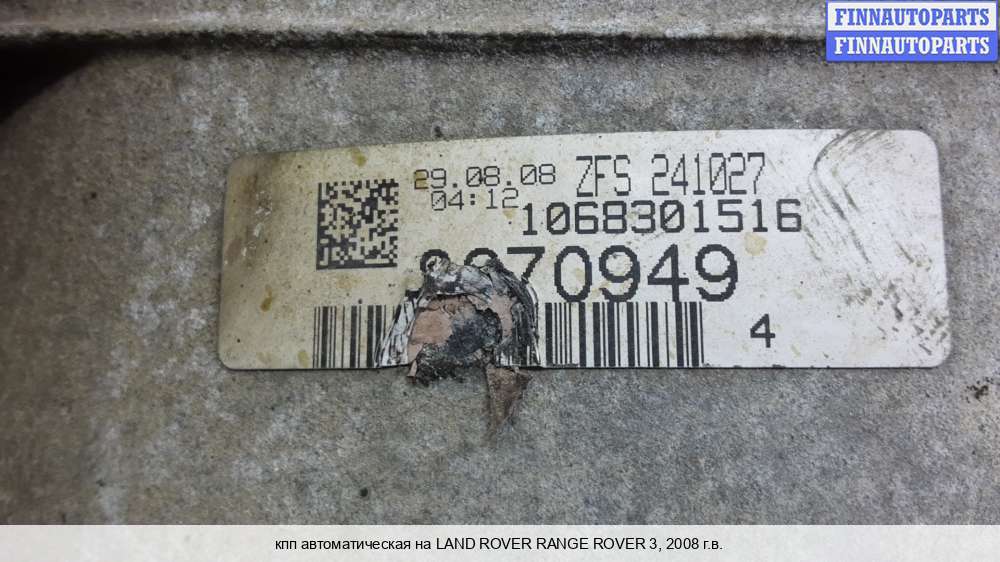 FINNAUTOPARTS
FINNAUTOPARTS
29.08.08 ZFS 241027
04:12
1068301516
4
кпп автоматическая на LAND ROVER RANGE ROVER 3, 2008 г.в.